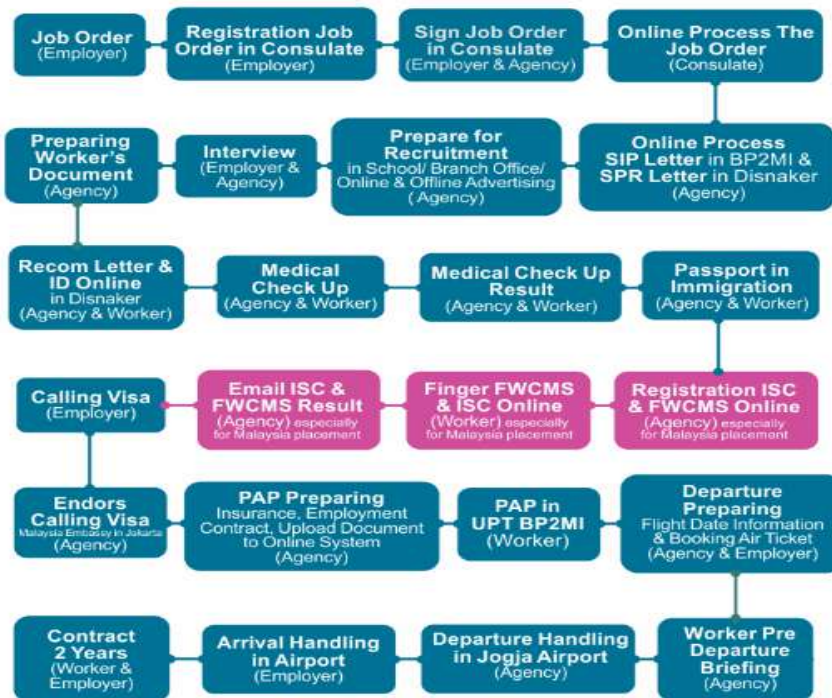 Job Order
(Employer)
Registration Job
Order in Consulate
(Employer)
Sign Job Order
in Consulate
(Employer & Agency)
Online Process The
Job Order
(Consulate)
Online Process
SIP Letter in BP2MI &
SPR Letter in Disnaker
(Agency)
Prepare for
Recruitment
in School/ Branch Office/
Online & Offline Advertising
(Agency)
Interview
(Employer &
Agency)
Preparing
Worker's
Document
(Agency)
Recom Letter &
ID Online
in Disnaker
(Agency & Worker)
Medical
Check Up
(Agency & Worker)
Medical Check Up
Result
(Agency & Worker)
Passport in
Immigration
(Agency & Worker)
Registration ISC
& FWCMS Online
(Agency) especially
for Malaysia placement
Finger FWCMS
& ISC Online
(Worker) especially
for Malaysia placement
Email ISC &
FWCMS Result
(Agency) especially
for Malaysia placement
Calling Visa
(Employer)
Endors
Calling Visa
Malaysia Embassy in Jakarta
(Agency)
PAP Preparing
Insurance, Employment
Contract, Upload Document
to Online System
(Agency)
PAP in
UPT BP2MI
(Worker)
Departure
Preparing
Flight Date Information
& Booking Air Ticket
(Agency & Employer)
Worker Pre
Departure
Briefing
(Agency)
Departure Handling
in Jogja Airport
(Agency)
Arrival Handling
in Airport
(Employer)
Contract
2 Years
(Worker &
Employer)